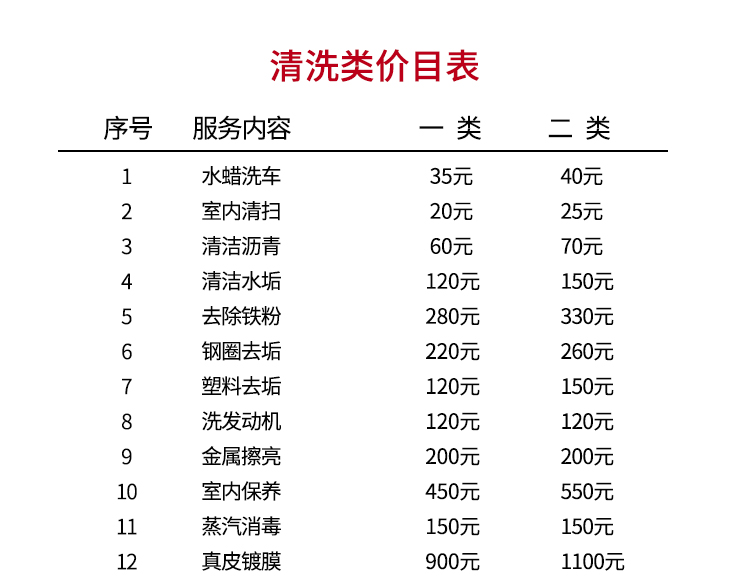 清洗类价目表
序号 服务内容 一 类 二 类
1 水蜡洗车 35元 40元
2 室内清扫 20元 25元
3 清洁沥青 60元 70元
4 清洁水垢 120元 150元
5 去除铁粉 280元 330元
6 钢圈去垢 220元 260元
7 塑料去垢 120元 150元
8 洗发动机 120元 120元
9 金属擦亮 200元 200元
10 室内保养 450元 550元
11 蒸汽消毒 150元 150元
12 真皮镀膜 900元 1100元